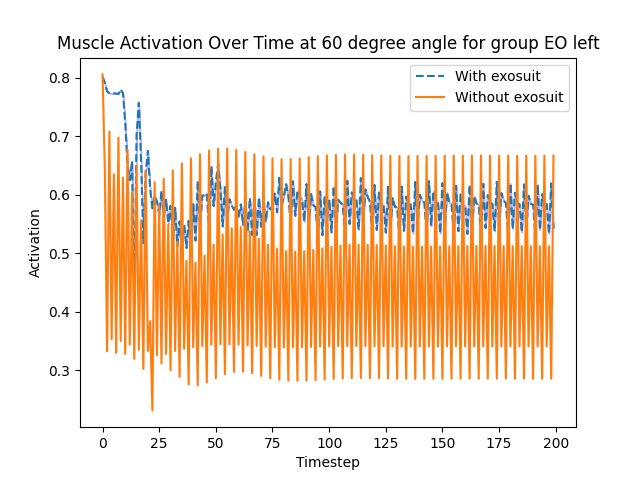 Muscle Activation Over Time at 60 degree angle for group EO left
With exosuit
Without exosuit
0.8
0.7
0.6
0.5
0.4
0.3
Activation
0 25 50 75 100 125 150 175 200
Timestep